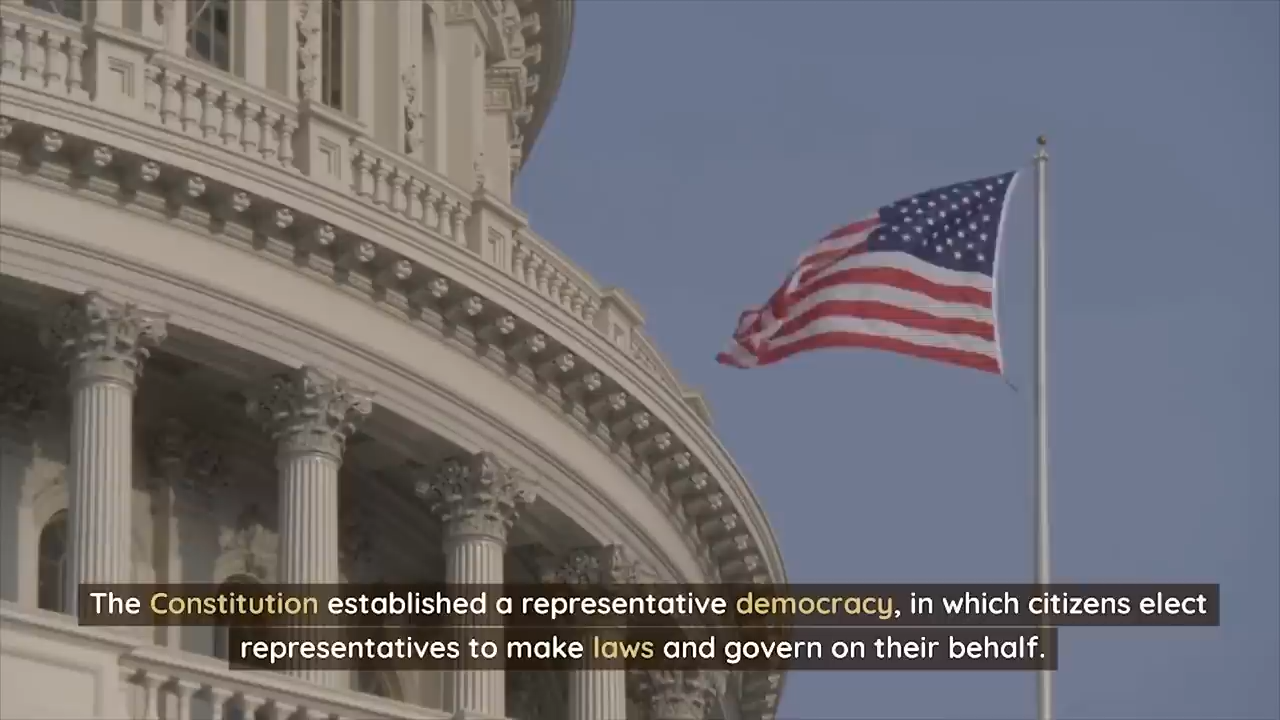 The Constitution established a representative democracy, in which citizens elect
representatives to make laws and govern on their behalf.